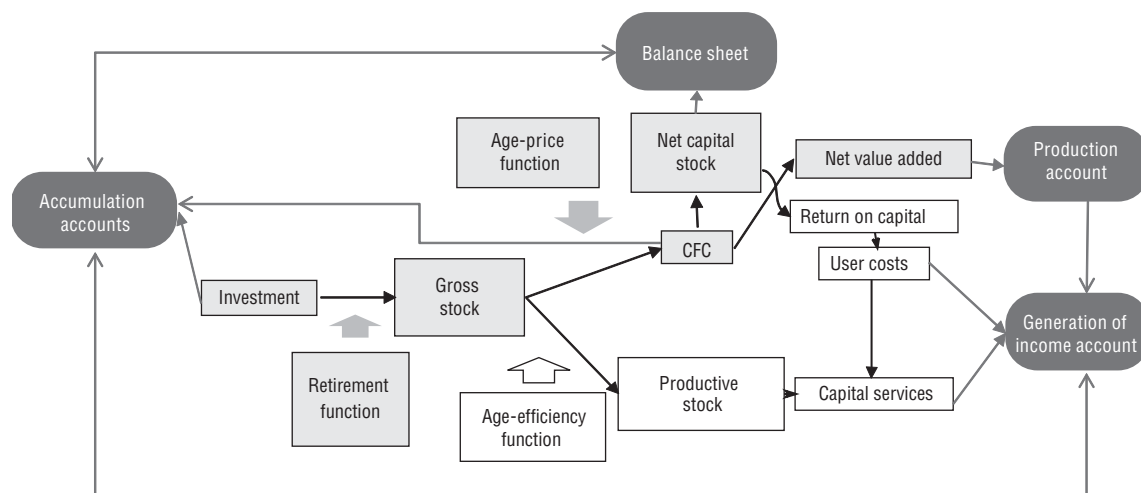 Balance sheet
Age-price
function
Net capital
stock
Net value added
Production
account
Accumulation
accounts
Return on capital
CFC
User costs
Investment
Gross
stock
Generation of
income account
Retirement
function
Age-efficiency
function
Productive
stock
Capital services